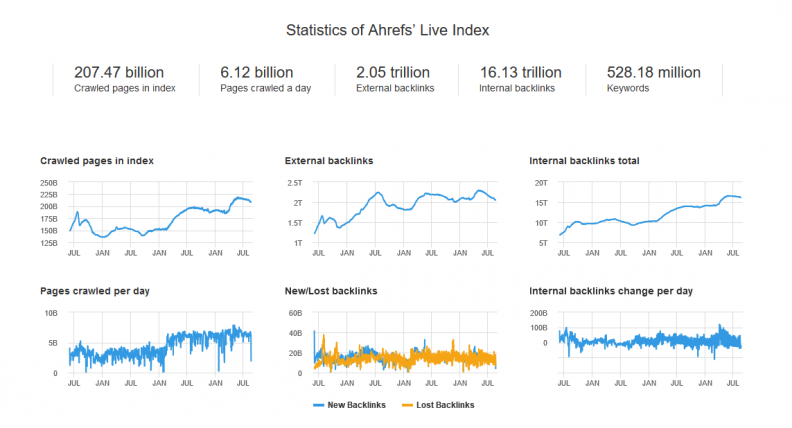 Statistics of Ahrefs’ Live Index
207.47 billion 6.12 billion 2.05 trillion 16.13 trillion 528.18 million
Crawled pages in index Pages crawled a day External backlinks Internal backlinks Keywords
Crawled pages in index
250B
225B
200B
175B
150B
125B
JUL JAN JUL JAN JUL JAN JUL
External backlinks
2.5T
2T
1.5T
1T
JUL JAN JUL JAN JUL JAN JUL
Internal backlinks total
20T
15T
10T
5T
JUL JAN JUL JAN JUL JAN JUL
Pages crawled per day
10B
5B
0
JUL JAN JUL JAN JUL JAN JUL
New/Lost backlinks
60B
40B
20B
0
JUL JAN JUL JAN JUL JAN JUL
New Backlinks Lost Backlinks
Internal backlinks change per day
200B
100B
0
JUL JAN JUL JAN JUL JAN JUL